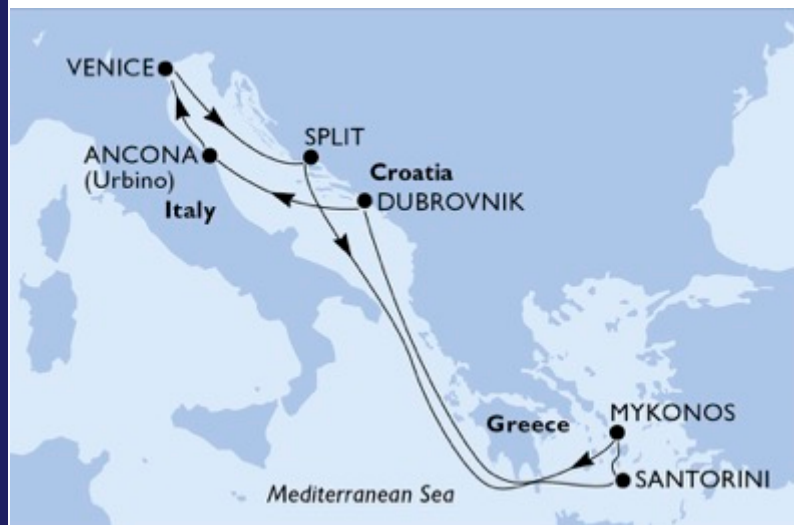 VENICE
SPLIT
ANCONA
(Urbino)
Croatia
DUBROVNIK
Italy
MYKONOS
Greece
SANTORINI
Mediterranean Sea